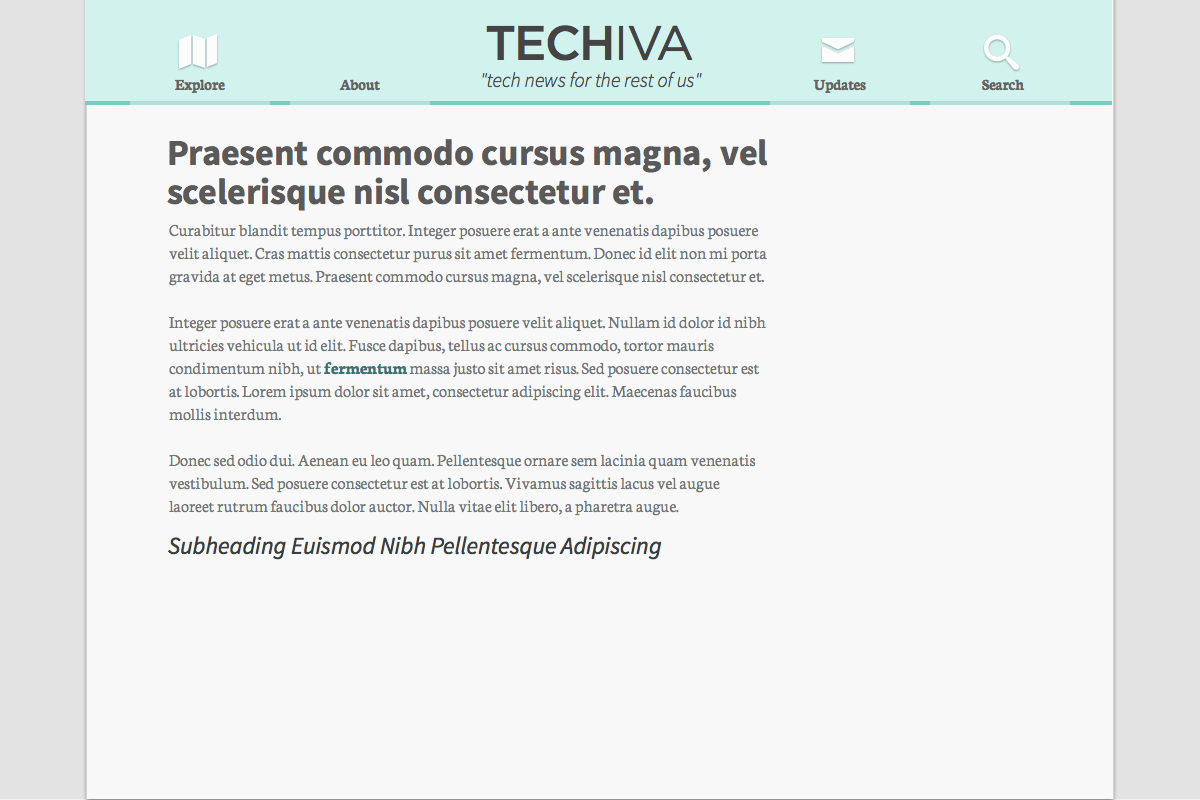 TECHIVA
"tech news for the rest of us"
Explore
About
Updates
Search
Praesent commodo cursus magna, vel
scelerisque nisl consectetur et.
Curabitur blandit tempus porttitor. Integer posuere erat a ante venenatis dapibus posuere
velit aliquet. Cras mattis consectetur purus sit amet fermentum. Donec id elit non mi porta
gravida at eget metus. Praesent commodo cursus magna, vel scelerisque nisl consectetur et.
Integer posuere erat a ante venenatis dapibus posuere velit aliquet. Nullam id dolor id nibh
ultricies vehicula ut id elit. Fusce dapibus, tellus ac cursus commodo, tortor mauris
condimentum nibh, ut fermentum massa justo sit amet risus. Sed posuere consectetur est
at lobortis. Lorem ipsum dolor sit amet, consectetur adipiscing elit. Maecenas faucibus
mollis interdum.
Donec sed odio dui. Aenean eu leo quam. Pellentesque ornare sem lacinia quam venenatis
vestibulum. Sed posuere consectetur est at lobortis. Vivamus sagittis lacus vel augue
laoreet rutrum faucibus dolor auctor. Nulla vitae elit libero, a pharetra augue.
Subheading Euismod Nibh Pellentesque Adipiscing